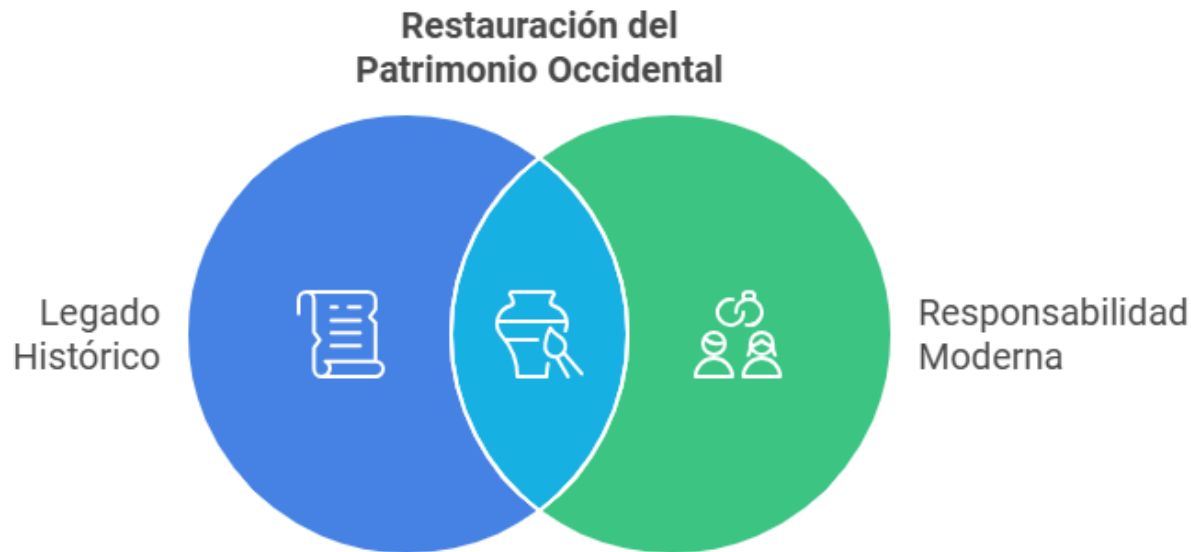 Restauración del
Patrimonio Occidental
Legado
Histórico
Responsabilidad
Moderna